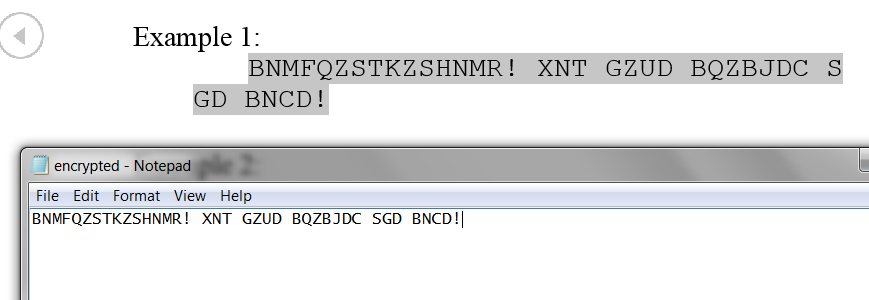 Example 1:
BNMFQZSTKZSHNMR! XNT GZUD BQZBJDC S
GD BNCD!
encrypted - Notepad
File Edit Format View Help
BNMFQZSTKZSHNMR! XNT GZUD BQZBJDC SGD BNCD!